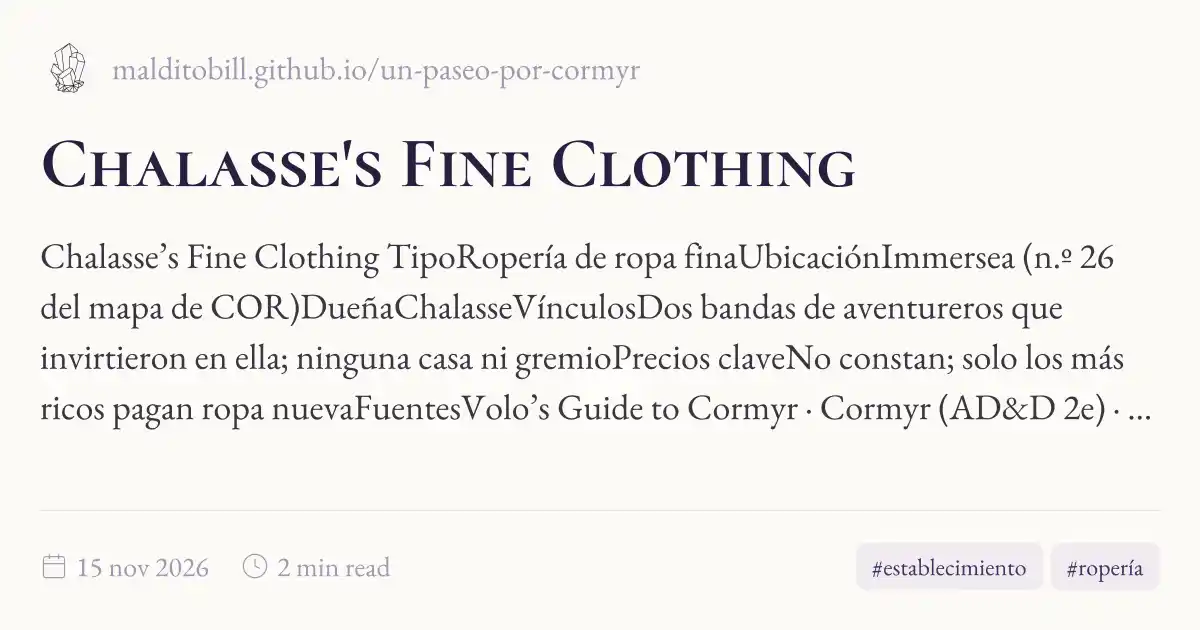 malditobill.github.io/un-paseo-por-cormyr
Chalasse's Fine Clothing
Chalasse’s Fine Clothing TipoRopería de ropa finaUbicaciónImmersea (n.º 26
del mapa de COR)DueñaChalasseVínculosDos bandas de aventureros que
invirtieron en ella; ninguna casa ni gremioPrecios claveNo constan; solo los más
ricos pagan ropa nuevaFuentesVolo’s Guide to Cormyr · Cormyr (AD&D 2e) · ...
15 nov 2026
2 min read
#establecimiento
#ropería